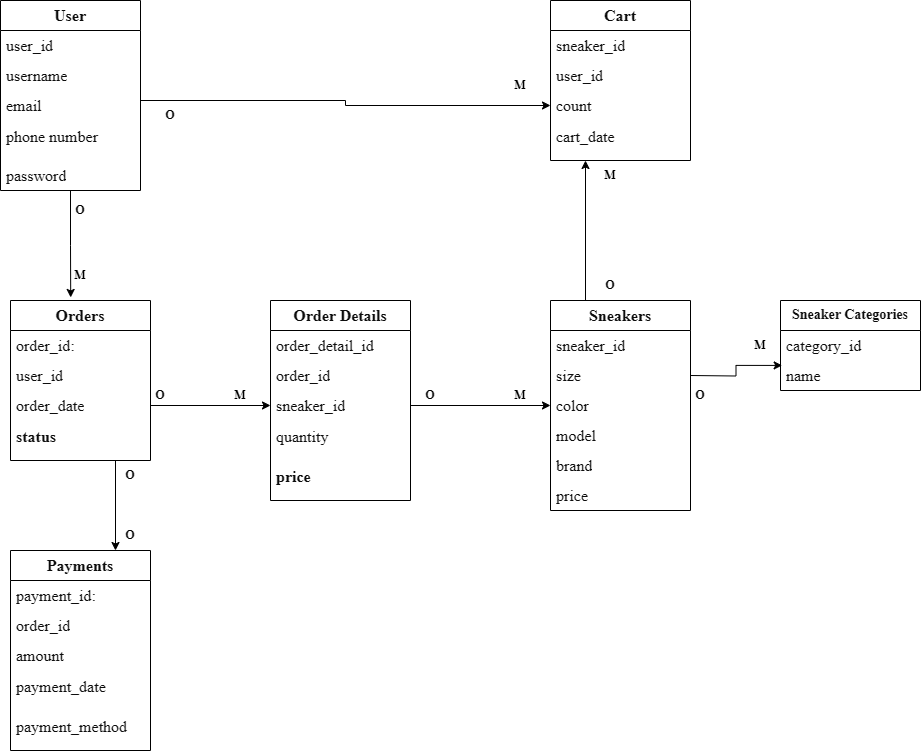 User
user_id
username
email
phone number
password
Cart
sneaker_id
user_id
count
cart_date
O
M
O
M
M
O
Orders
order_id:
user_id
order_date
status
Order Details
order_detail_id
order_id
sneaker_id
quantity
price
Sneakers
sneaker_id
size
color
model
brand
price
Sneaker Categories
category_id
name
O
M
O
M
M
O
O
O
Payments
payment_id:
order_id
amount
payment_date
payment_method